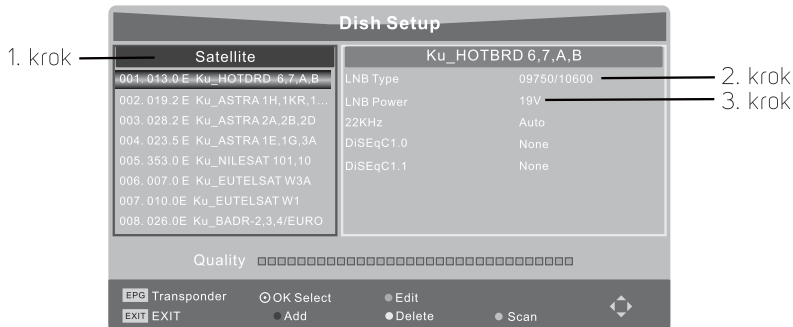 Dish Setup
1. krok
Satellite
001. 013.0 E Ku_HOTDRD 6,7,A,B
002. 019.2 E Ku_ASTRA 1H,1KR,1...
003. 028.2 E Ku_ASTRA 2A,2B,2D
004. 023.5 E Ku_ASTRA 1E,1G,3A
005. 353.0 E Ku_NILESAT 101,10
006. 007.0 E Ku_EUTELSAT W3A
007. 010.0E Ku_EUTELSAT W1
008. 026.0E Ku_BADR-2,3,4/EURO
Ku_HOTBRD 6,7,A,B
LNB Type 09750/10600
2. krok
LNB Power 19V
3. krok
22KHz Auto
DiSEqC1.0 None
DiSEqC1.1 None
Quality
EPG Transponder OK Select Edit
EXIT EXIT Add Delete Scan